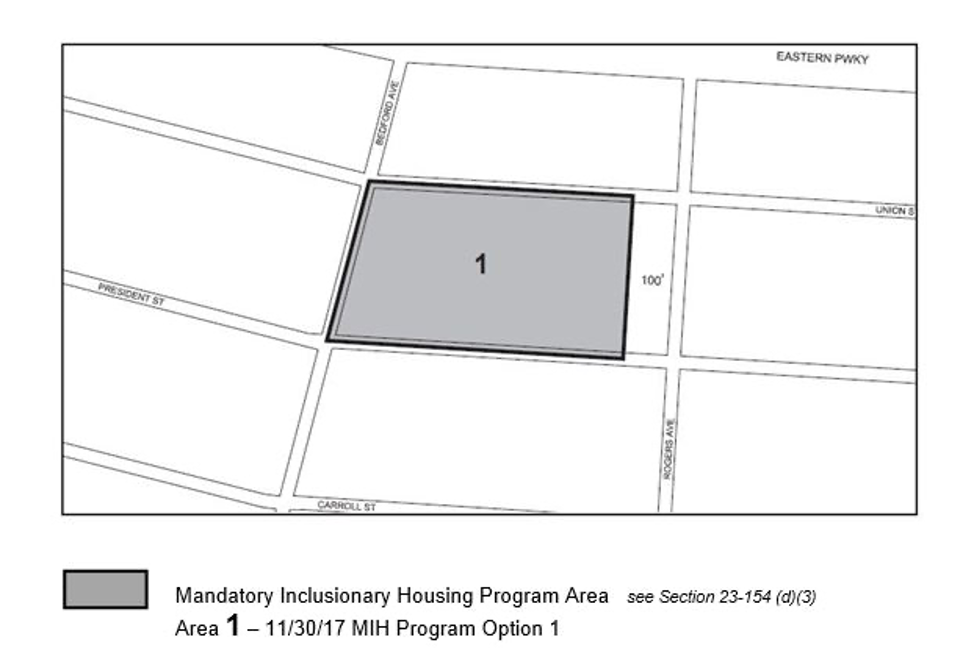 EASTERN PWKY
BEDFORD AVE
UNION S
1
100'
PRESIDENT ST
ROGERS AVE
CARROLL ST
Mandatory Inclusionary Housing Program Area see Section 23-154 (d)(3)
Area 1 – 11/30/17 MIH Program Option 1